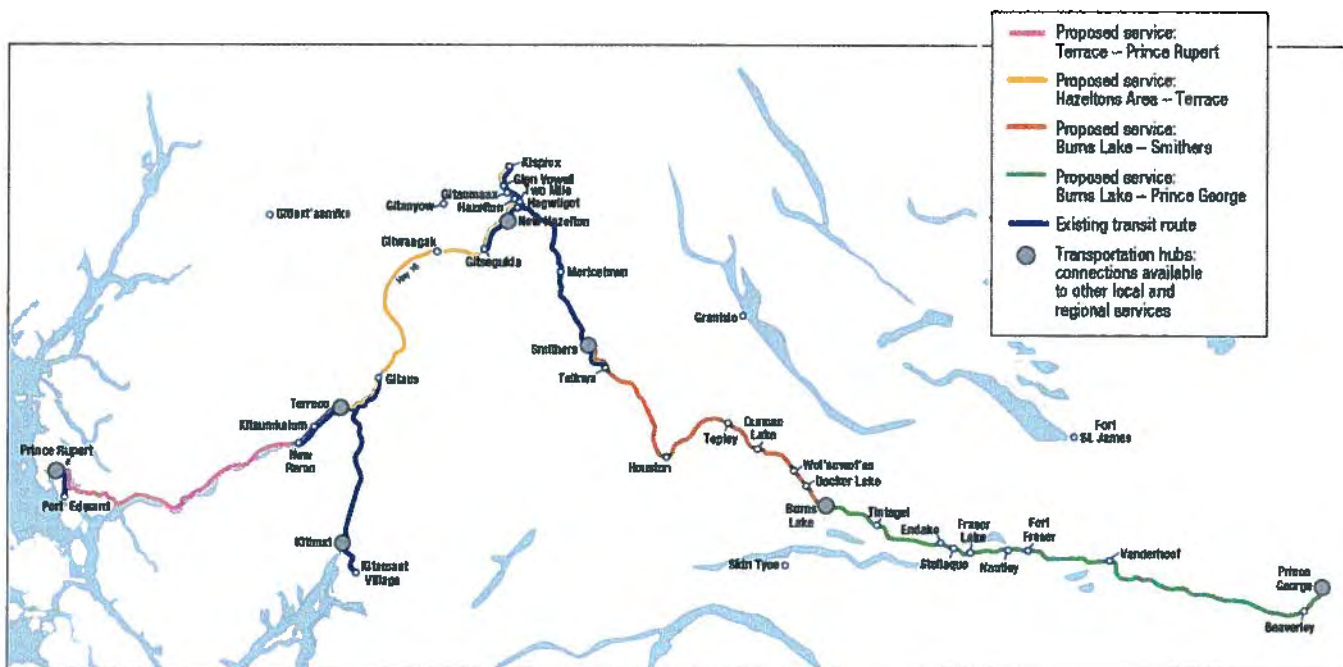 Proposed service:
Terrace – Prince Rupert
Proposed service:
Hazeltons Area – Terrace
Proposed service:
Burns Lake – Smithers
Proposed service:
Burns Lake – Prince George
Existing transit route
Transportation hubs:
connections available
to other local and
regional services
Kispiox
Glen Vowell
Gitanmaax
Two Mile
Gitanyow
Hazelton
Hagwilget
New Hazelton
Gitwangak
Gitsegukla
Hwy 16
Moricetown
Granisle
Smithers
Telkwa
Gitaus
Terrace
Kitsumkalum
New
Remo
Prince Rupert
Port Edward
Kitimat
Kitamaat
Village
Houston
Topley
Duncan
Lake
Decker Lake
Burns
Lake
Tintagel
Endako
Fraser
Lake
Fort
Fraser
Stellaquo
Nautley
Vanderhoof
Fort
St. James
Skin Tyee
Prince
George
Beaverley